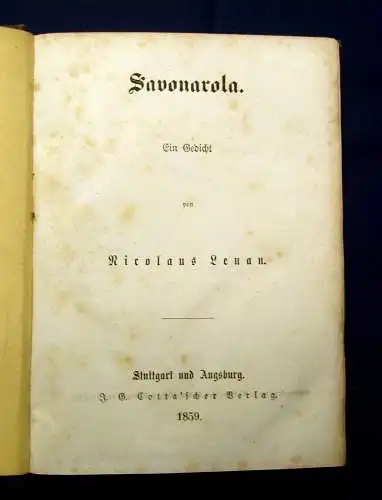 Savonarola.
Ein Gedicht
von
Nicolaus Lenau.
Stuttgart und Augsburg.
J. G. Cotta'scher Verlag.
1859.